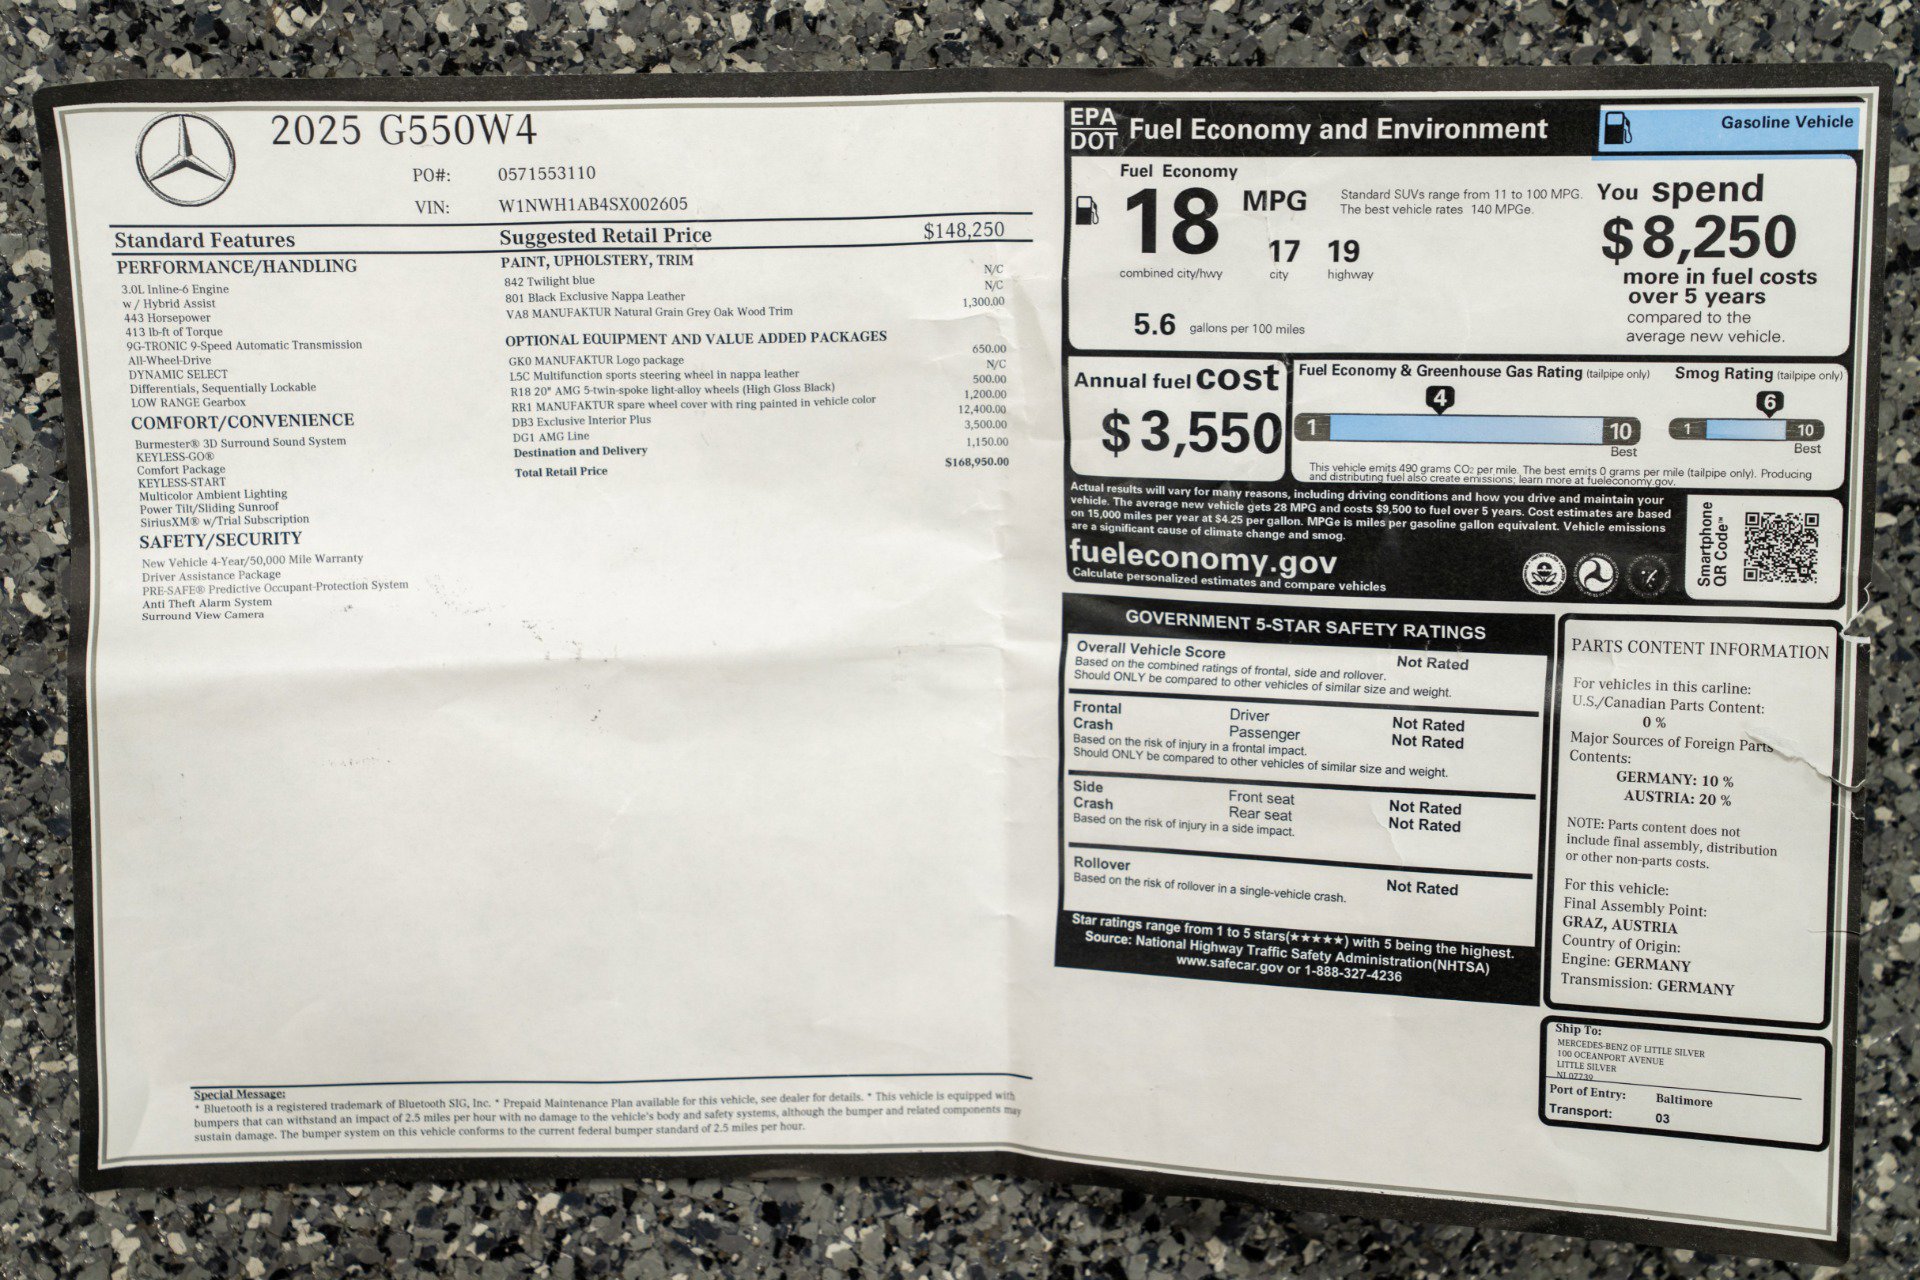 2025 G550W4
PO#: 0571553110
VIN: W1NWH1AB4SX002605
Standard Features
PERFORMANCE/HANDLING
3.0L Inline-6 Engine
w / Hybrid Assist
443 Horsepower
413 lb-ft of Torque
9G-TRONIC 9-Speed Automatic Transmission
All-Wheel-Drive
DYNAMIC SELECT
Differentials, Sequentially Lockable
LOW RANGE Gearbox
COMFORT/CONVENIENCE
Burmester® 3D Surround Sound System
KEYLESS-GO®
Comfort Package
KEYLESS-START
Multicolor Ambient Lighting
Power Tilt/Sliding Sunroof
SiriusXM® w/Trial Subscription
SAFETY/SECURITY
New Vehicle 4-Year/50,000 Mile Warranty
Driver Assistance Package
PRE-SAFE® Predictive Occupant-Protection System
Anti Theft Alarm System
Surround View Camera
Suggested Retail Price $148,250
PAINT, UPHOLSTERY, TRIM
842 Twilight blue N/C
801 Black Exclusive Nappa Leather N/C
VA8 MANUFAKTUR Natural Grain Grey Oak Wood Trim 1,300.00
OPTIONAL EQUIPMENT AND VALUE ADDED PACKAGES
GK0 MANUFAKTUR Logo package 650.00
L5C Multifunction sports steering wheel in nappa leather N/C
R18 20" AMG 5-twin-spoke light-alloy wheels (High Gloss Black) 500.00
RR1 MANUFAKTUR spare wheel cover with ring painted in vehicle color 1,200.00
DB3 Exclusive Interior Plus 12,400.00
DG1 AMG Line 3,500.00
Destination and Delivery 1,150.00
Total Retail Price $168,950.00
Special Message:
* Bluetooth is a registered trademark of Bluetooth SIG, Inc. * Prepaid Maintenance Plan available for this vehicle, see dealer for details. * This vehicle is equipped with
bumpers that can withstand an impact of 2.5 miles per hour with no damage to the vehicle's body and safety systems, although the bumper and related components may
sustain damage. The bumper system on this vehicle conforms to the current federal bumper standard of 2.5 miles per hour.
EPA
DOT
Fuel Economy and Environment
Gasoline Vehicle
Fuel Economy
18 MPG
combined city/hwy
17
city
19
highway
5.6 gallons per 100 miles
Standard SUVs range from 11 to 100 MPG.
The best vehicle rates 140 MPGe.
You spend
$8,250
more in fuel costs
over 5 years
compared to the
average new vehicle.
Annual fuel cost
$3,550
Fuel Economy & Greenhouse Gas Rating (tailpipe only)
4
1
10
Best
Smog Rating (tailpipe only)
6
1
10
Best
This vehicle emits 490 grams CO2 per mile. The best emits 0 grams per mile (tailpipe only). Producing
and distributing fuel also create emissions; learn more at fueleconomy.gov.
Actual results will vary for many reasons, including driving conditions and how you drive and maintain your
vehicle. The average new vehicle gets 28 MPG and costs $9,500 to fuel over 5 years. Cost estimates are based
on 15,000 miles per year at $4.25 per gallon. MPGe is miles per gasoline gallon equivalent. Vehicle emissions
are a significant cause of climate change and smog.
fueleconomy.gov
Calculate personalized estimates and compare vehicles
Smartphone
QR Code™
GOVERNMENT 5-STAR SAFETY RATINGS
Overall Vehicle Score Not Rated
Based on the combined ratings of frontal, side and rollover.
Should ONLY be compared to other vehicles of similar size and weight.
Frontal Driver Not Rated
Crash Passenger Not Rated
Based on the risk of injury in a frontal impact.
Should ONLY be compared to other vehicles of similar size and weight.
Side Front seat Not Rated
Crash Rear seat Not Rated
Based on the risk of injury in a side impact.
Rollover Not Rated
Based on the risk of rollover in a single-vehicle crash.
Star ratings range from 1 to 5 stars(★★★★★) with 5 being the highest.
Source: National Highway Traffic Safety Administration(NHTSA)
www.safecar.gov or 1-888-327-4236
PARTS CONTENT INFORMATION
For vehicles in this carline:
U.S./Canadian Parts Content:
0 %
Major Sources of Foreign Parts
Contents:
GERMANY: 10 %
AUSTRIA: 20 %
NOTE: Parts content does not
include final assembly, distribution
or other non-parts costs.
For this vehicle:
Final Assembly Point:
GRAZ, AUSTRIA
Country of Origin:
Engine: GERMANY
Transmission: GERMANY
Ship To:
MERCEDES-BENZ OF LITTLE SILVER
100 OCEANPORT AVENUE
LITTLE SILVER
NJ 07739
Port of Entry: Baltimore
Transport: 03